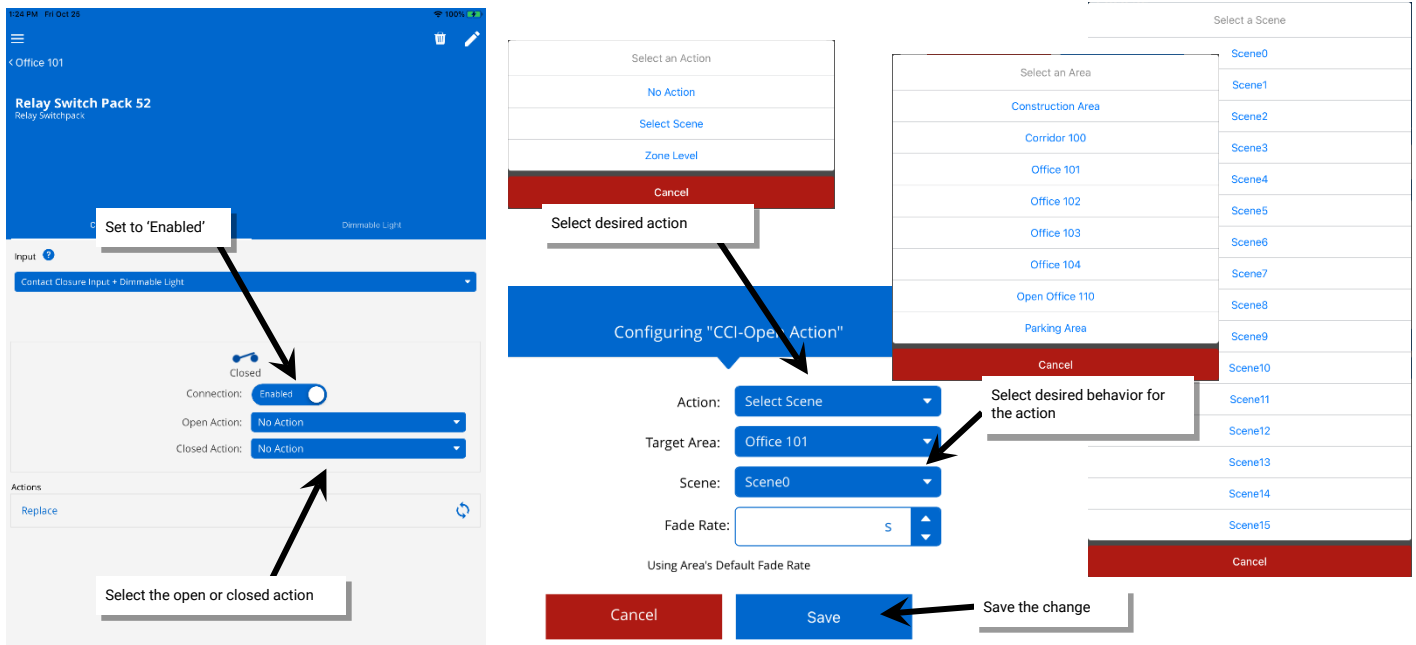 1:24 PM Fri Oct 25
100%
< Office 101
Relay Switch Pack 52
Relay Switchpack
C
Dimmable Light
Set to ‘Enabled’
Input ?
Contact Closure Input + Dimmable Light
Closed
Connection: Enabled
Open Action: No Action
Closed Action: No Action
Actions
Replace
Select the open or closed action
Select an Action
No Action
Select Scene
Zone Level
Cancel
Select desired action
Configuring "CCI-Open Action"
Action: Select Scene
Target Area: Office 101
Scene: Scene0
Fade Rate: s
Using Area's Default Fade Rate
Cancel
Save
Save the change
Select an Area
Construction Area
Corridor 100
Office 101
Office 102
Office 103
Office 104
Open Office 110
Parking Area
Cancel
Select desired behavior for
the action
Select a Scene
Scene0
Scene1
Scene2
Scene3
Scene4
Scene5
Scene6
Scene7
Scene8
Scene9
Scene10
Scene11
Scene12
Scene13
Scene14
Scene15
Cancel